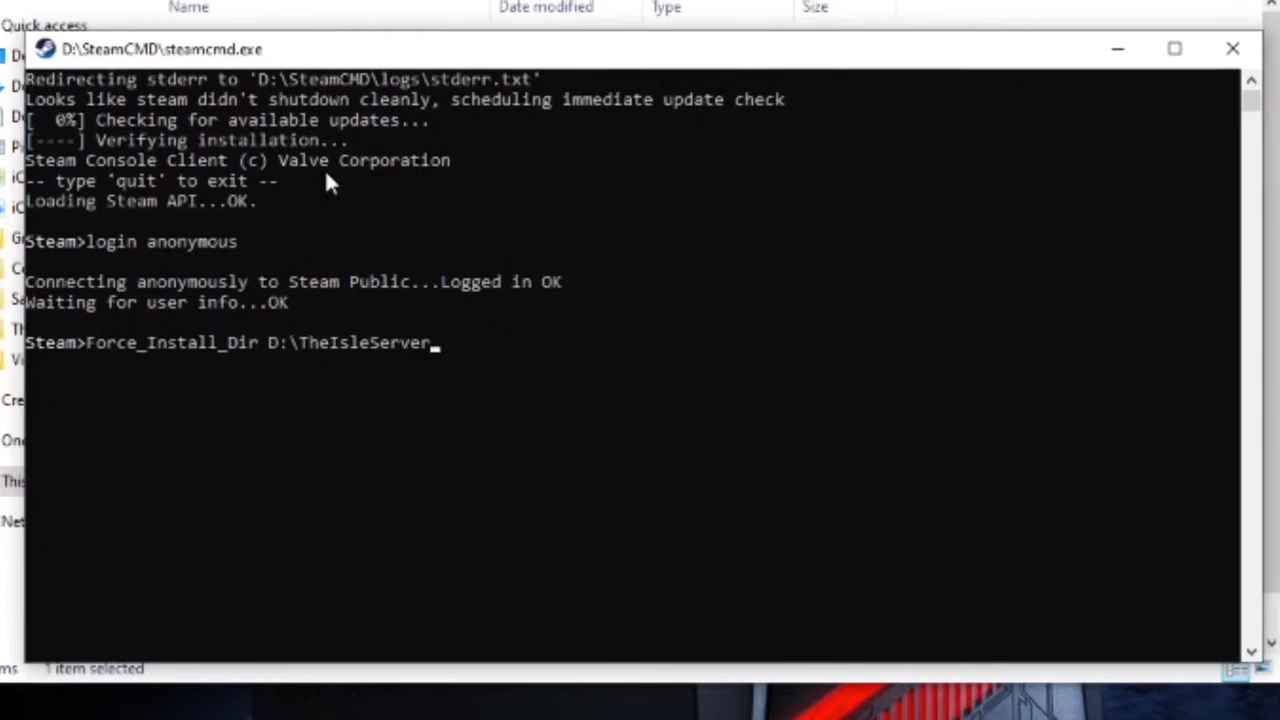 Name Date modified Type Size
Quick access
D:\SteamCMD\steamcmd.exe
Redirecting stderr to 'D:\SteamCMD\logs\stderr.txt'
Looks like steam didn't shutdown cleanly, scheduling immediate update check
[  0%] Checking for available updates...
[----] Verifying installation...
Steam Console Client (c) Valve Corporation
-- type 'quit' to exit --
Loading Steam API...OK.
Steam>login anonymous
Connecting anonymously to Steam Public...Logged in OK
Waiting for user info...OK
Steam>Force_Install_Dir D:\TheIsleServer_
This
1 item selected